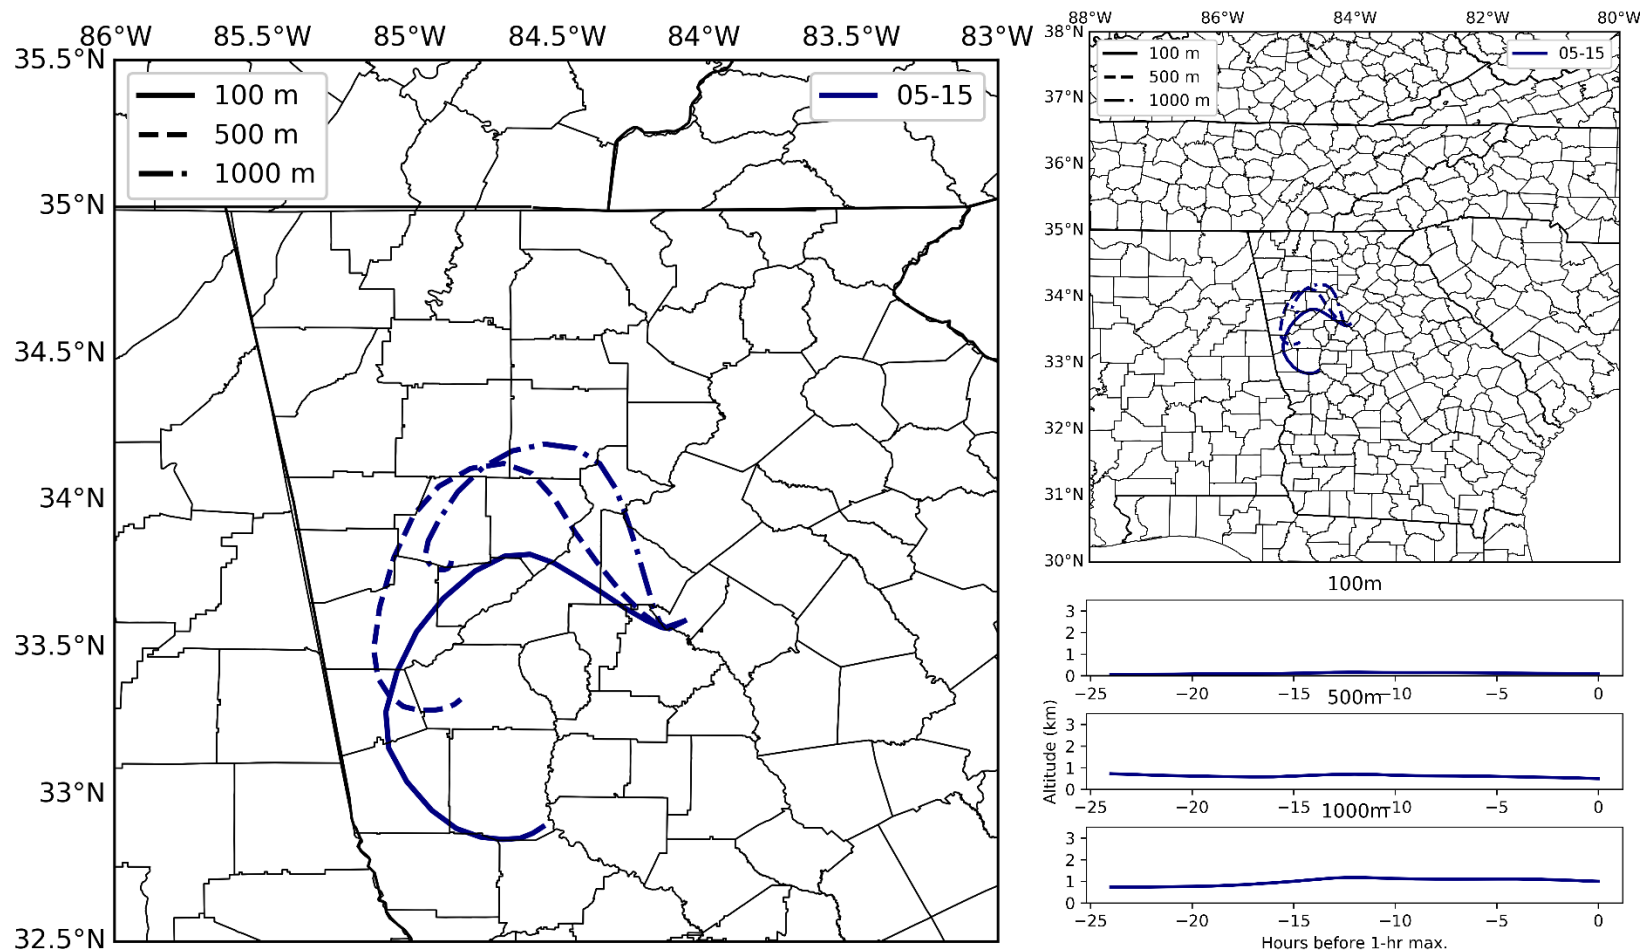 86°W 85.5°W 85°W 84.5°W 84°W 83.5°W 83°W
35.5°N
35°N
34.5°N
34°N
33.5°N
33°N
32.5°N
100 m
500 m
1000 m
05-15
88°W 86°W 84°W 82°W 80°W
38°N
37°N
36°N
35°N
34°N
33°N
32°N
31°N
30°N
100 m
500 m
1000 m
05-15
100m
3
2
1
0
−25 −20 −15 −10 −5 0
500m
3
2
1
0
−25 −20 −15 −10 −5 0
1000m
3
2
1
0
−25 −20 −15 −10 −5 0
Altitude (km)
Hours before 1-hr max.